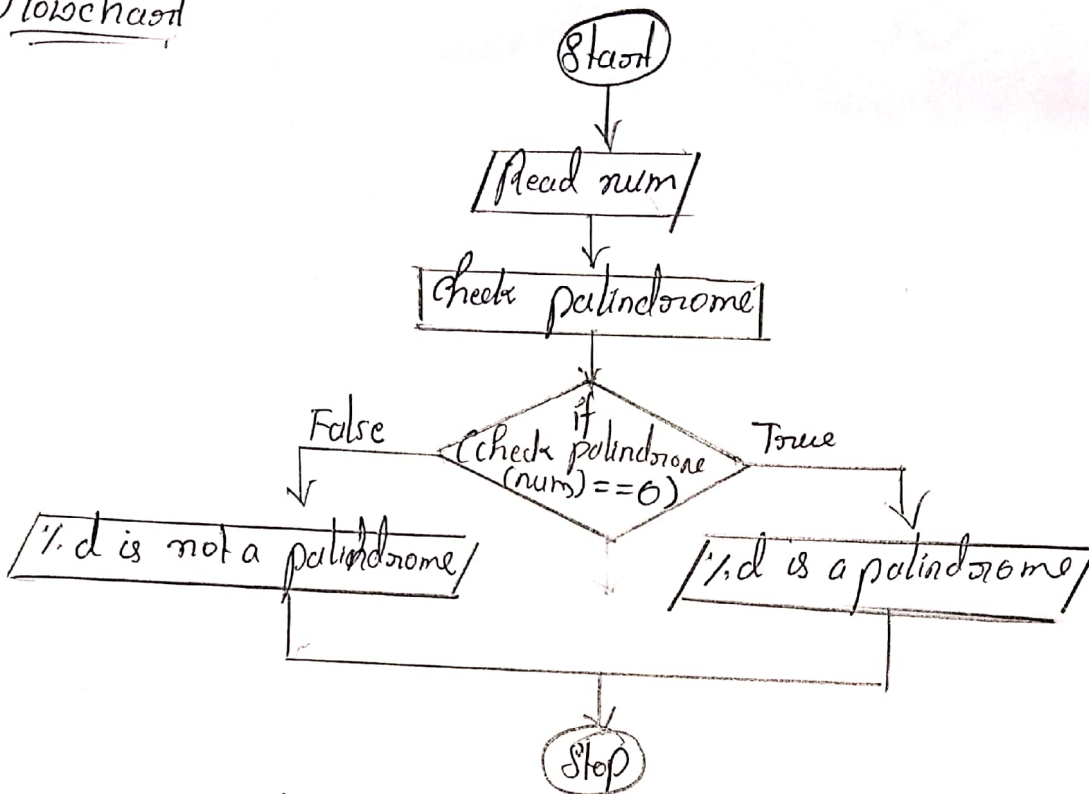 Flowchart
Start
Read num
Check palindrome
if
False
(check palindrome
True
(num) == 0)
%d is not a palindrome
%d is a palindrome
Stop